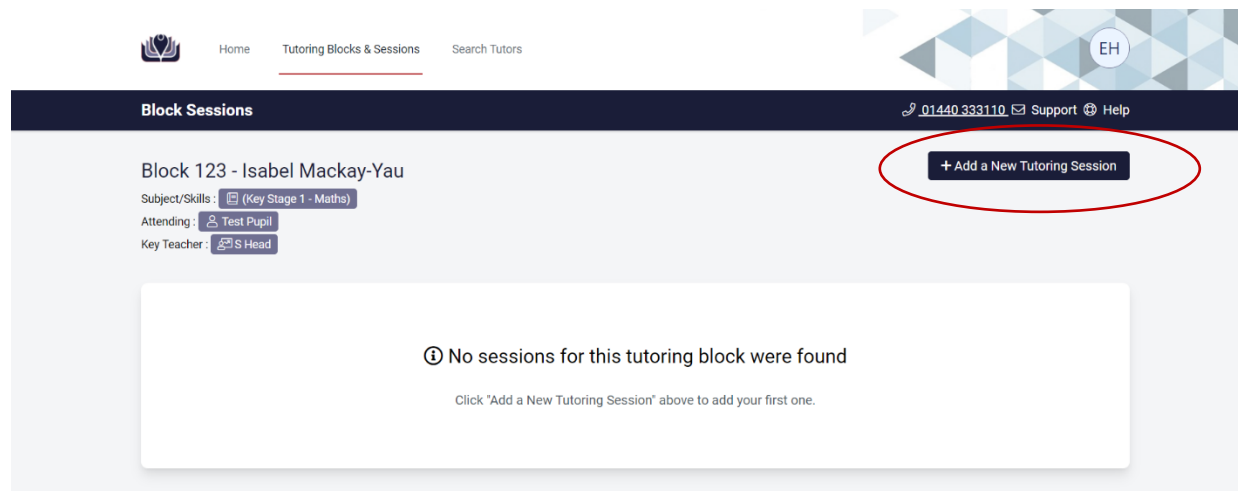 Home Tutoring Blocks & Sessions Search Tutors EH
Block Sessions 01440 333110 Support Help
Block 123 - Isabel Mackay-Yau + Add a New Tutoring Session
Subject/Skills : (Key Stage 1 - Maths)
Attending : Test Pupil
Key Teacher : S Head
No sessions for this tutoring block were found
Click "Add a New Tutoring Session" above to add your first one.